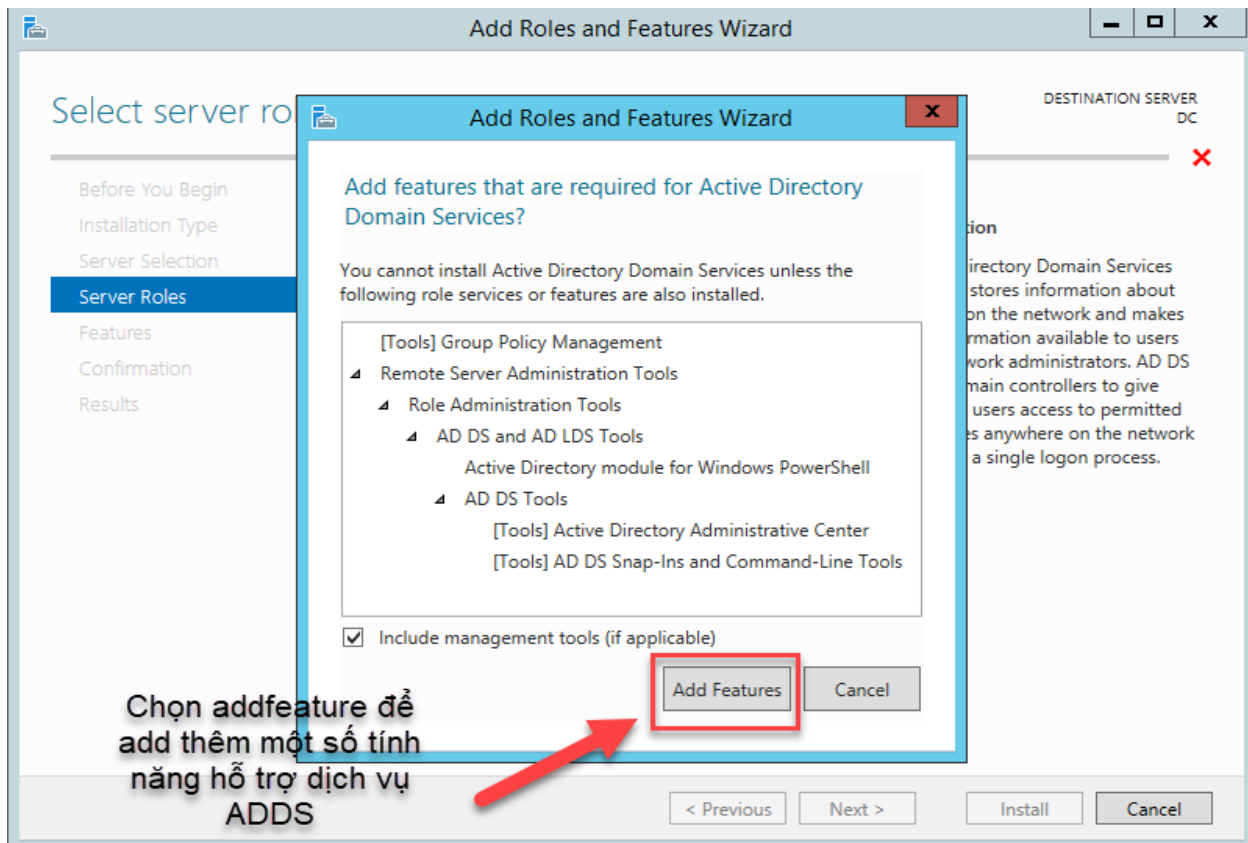 Add Roles and Features Wizard
Select server ro
DESTINATION SERVER
DC
Before You Begin
Installation Type
Server Selection
Server Roles
Features
Confirmation
Results
Add Roles and Features Wizard
Add features that are required for Active Directory
Domain Services?
You cannot install Active Directory Domain Services unless the
following role services or features are also installed.
[Tools] Group Policy Management
Remote Server Administration Tools
Role Administration Tools
AD DS and AD LDS Tools
Active Directory module for Windows PowerShell
AD DS Tools
[Tools] Active Directory Administrative Center
[Tools] AD DS Snap-Ins and Command-Line Tools
Include management tools (if applicable)
Add Features
Cancel
tion
irectory Domain Services
stores information about
on the network and makes
rmation available to users
work administrators. AD DS
main controllers to give
users access to permitted
es anywhere on the network
a single logon process.
Chọn addfeature để
add thêm một số tính
năng hỗ trợ dịch vụ
ADDS
< Previous
Next >
Install
Cancel